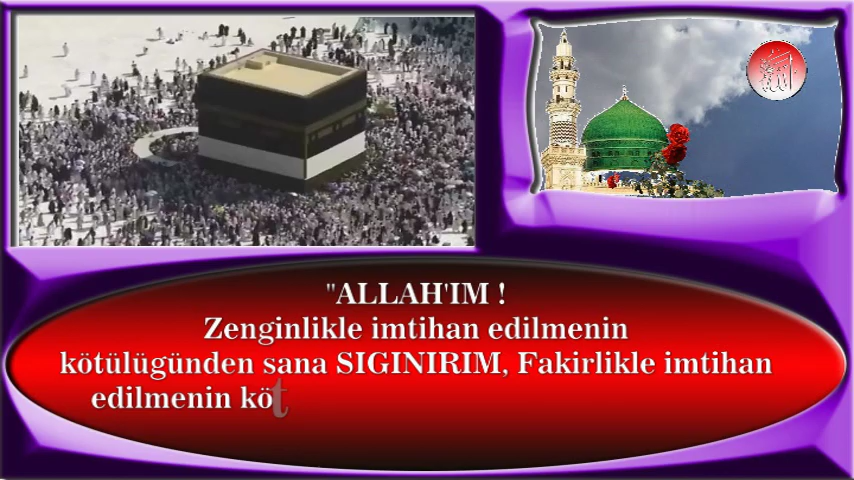 "ALLAH'IM !
Zenginlikle imtihan edilmenin
kötülügünden sana SIGINIRIM, Fakirlikle imtihan
edilmenin köt